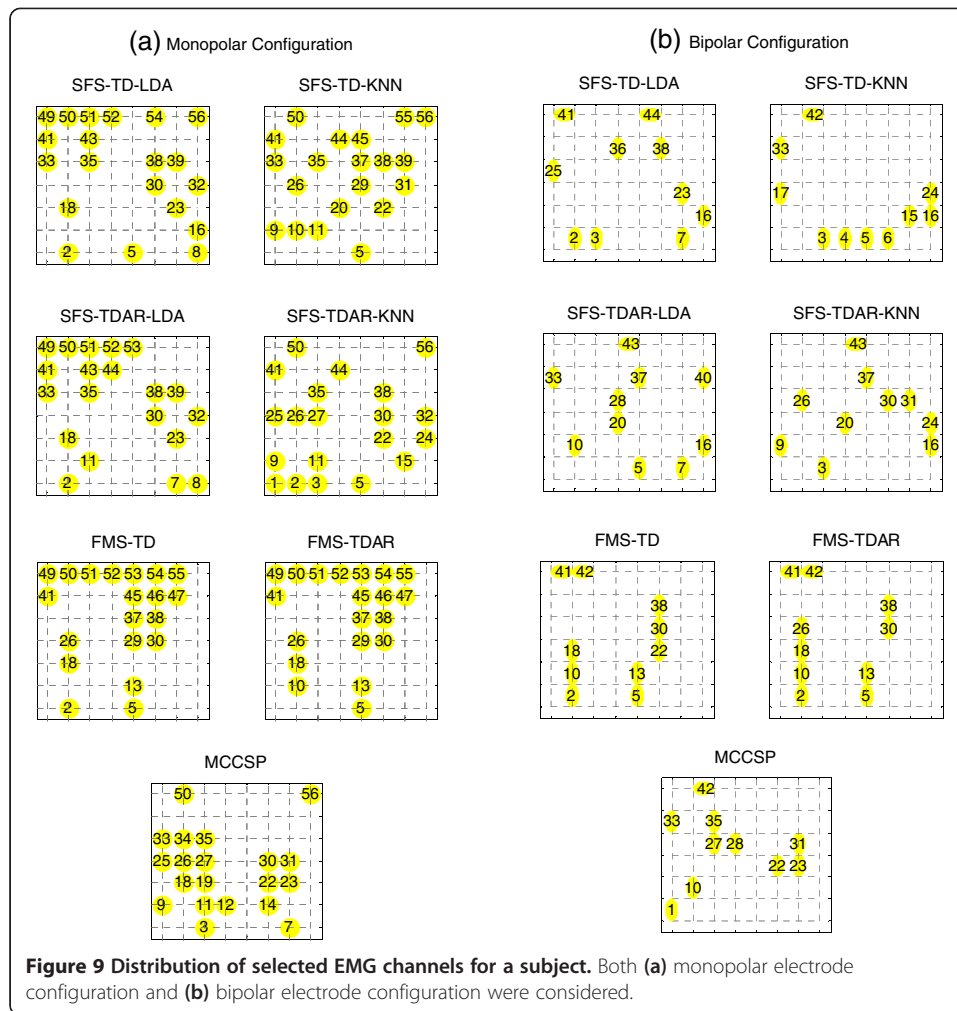 (a) Monopolar Configuration
(b) Bipolar Configuration
SFS-TD-LDA
SFS-TD-KNN
SFS-TD-LDA
SFS-TD-KNN
49 50 51 52 54 56
41 43
33 35 38 39
30 32
18 23
16
2 5 8
50 55 56
41 44 45
33 35 37 38 39
26 29 31
20 22
9 10 11
5
41 44
36 38
25
23
16
2 3 7
42
33
17 24
15 16
3 4 5 6
SFS-TDAR-LDA
SFS-TDAR-KNN
SFS-TDAR-LDA
SFS-TDAR-KNN
49 50 51 52 53
41 43 44
33 35 38 39
30 32
18 23
11
2 7 8
50 56
41 44
35 38
25 26 27 30 32
22 24
9 11 15
1 2 3 5
43
33 37 40
28
20
10 16
5 7
43
37
26 30 31
20 24
9 16
3
FMS-TD
FMS-TDAR
FMS-TD
FMS-TDAR
49 50 51 52 53 54 55
41 45 46 47
37 38
26 29 30
18
13
2 5
49 50 51 52 53 54 55
41 45 46 47
37 38
26 29 30
18
10 13
5
41 42
38
30
18 22
10 13
2 5
41 42
38
26 30
18
10 13
2 5
MCCSP
MCCSP
50 56
33 34 35
25 26 27 30 31
18 19 22 23
9 11 12 14
3 7
42
33 35
27 28 31
22 23
10
1
Figure 9 Distribution of selected EMG channels for a subject. Both (a) monopolar electrode
configuration and (b) bipolar electrode configuration were considered.